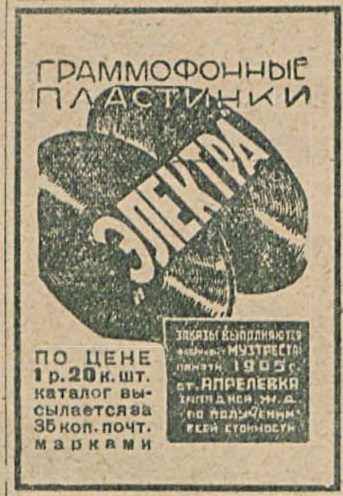 ГРАММОФОННЫЕ
ПЛАСТИНКИ
„ЭЛЕКТРА"
ПО ЦЕНЕ
1 р. 20 к. шт.
каталог вы-
сылается за
35 коп. почт.
марками
ЗАКАЗЫ ВЫПОЛНЯЮТСЯ
МУЗТРЕСТА
ПАМЯТИ 1905 г.
ст. АПРЕЛЕВКА
ЗАПАДНОЙ Ж.Д.
ПО ПОЛУЧЕНИИ
ВСЕЙ СТОИМОСТИ